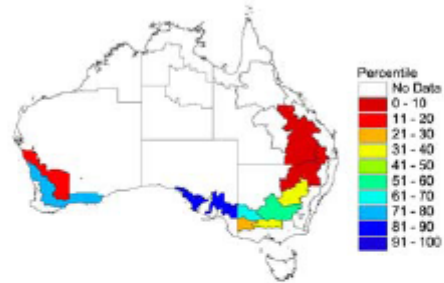 Percentile
No Data
0 - 10
11 - 20
21 - 30
31 - 40
41 - 50
51 - 60
61 - 70
71 - 80
81 - 90
91 - 100